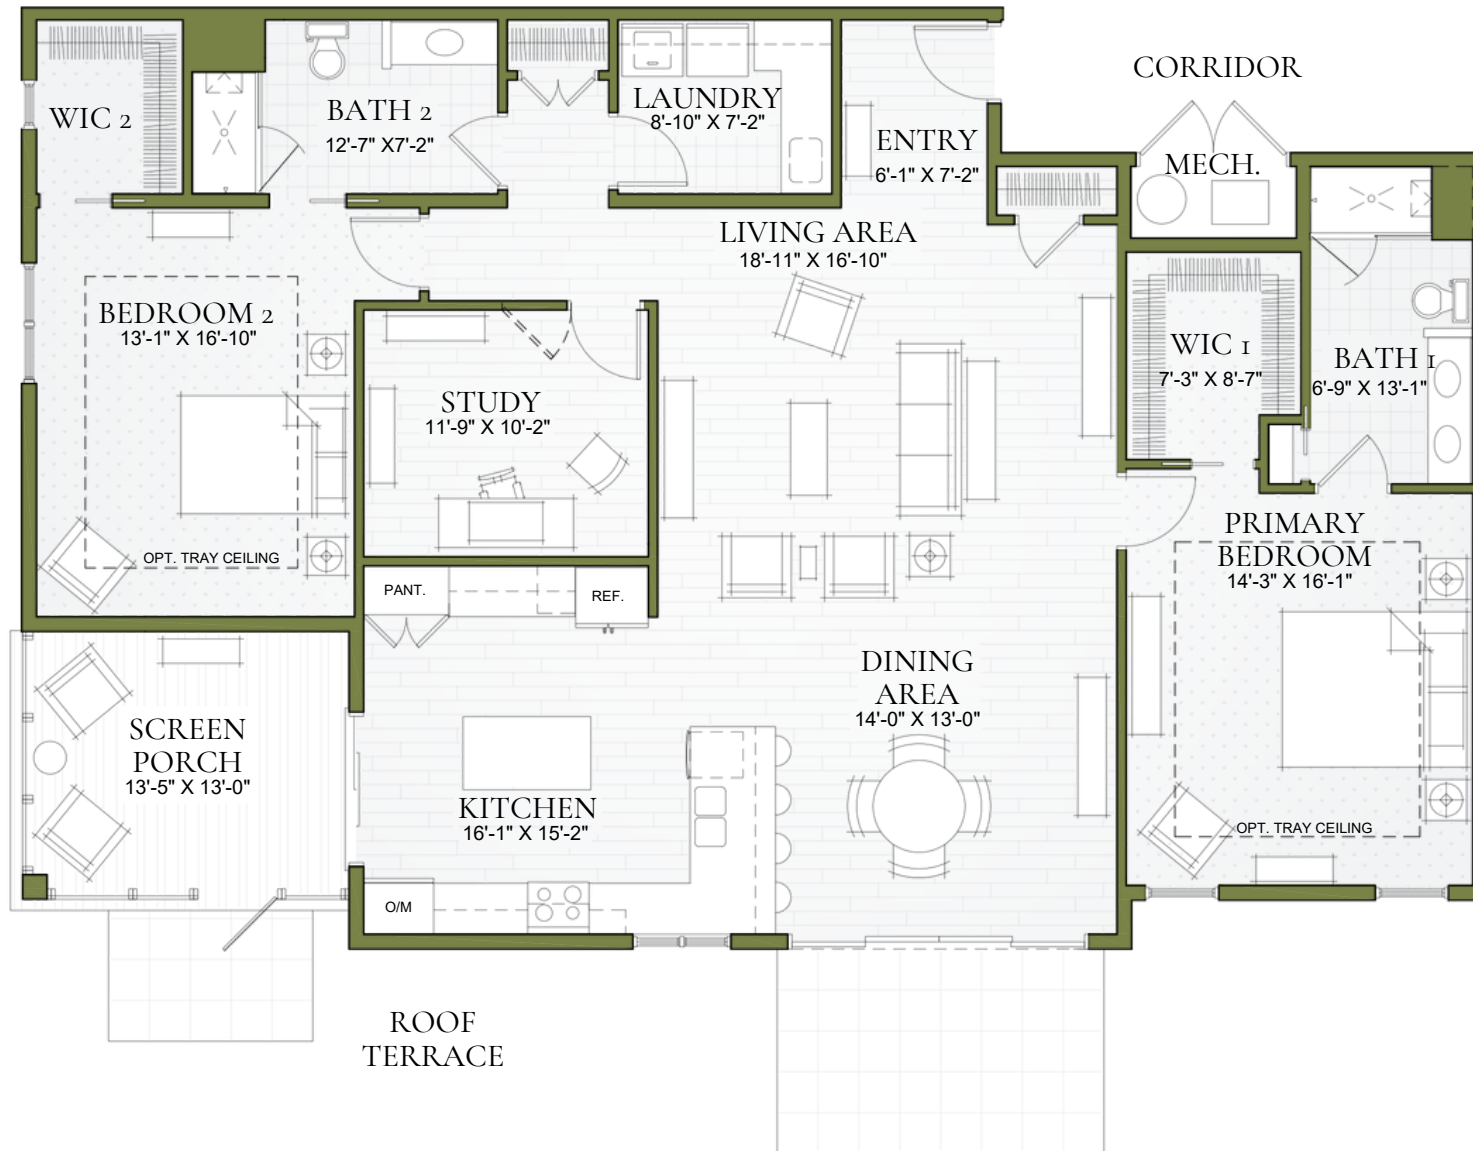 CORRIDOR
WIC 2
BATH 2
12'-7" X7'-2"
LAUNDRY
8'-10" X 7'-2"
ENTRY
6'-1" X 7'-2"
MECH.
LIVING AREA
18'-11" X 16'-10"
BEDROOM 2
13'-1" X 16'-10"
OPT. TRAY CEILING
STUDY
11'-9" X 10'-2"
WIC 1
7'-3" X 8'-7"
BATH 1
6'-9" X 13'-1"
PRIMARY
BEDROOM
14'-3" X 16'-1"
OPT. TRAY CEILING
PANT.
REF.
DINING
AREA
14'-0" X 13'-0"
SCREEN
PORCH
13'-5" X 13'-0"
KITCHEN
16'-1" X 15'-2"
O/M
ROOF
TERRACE